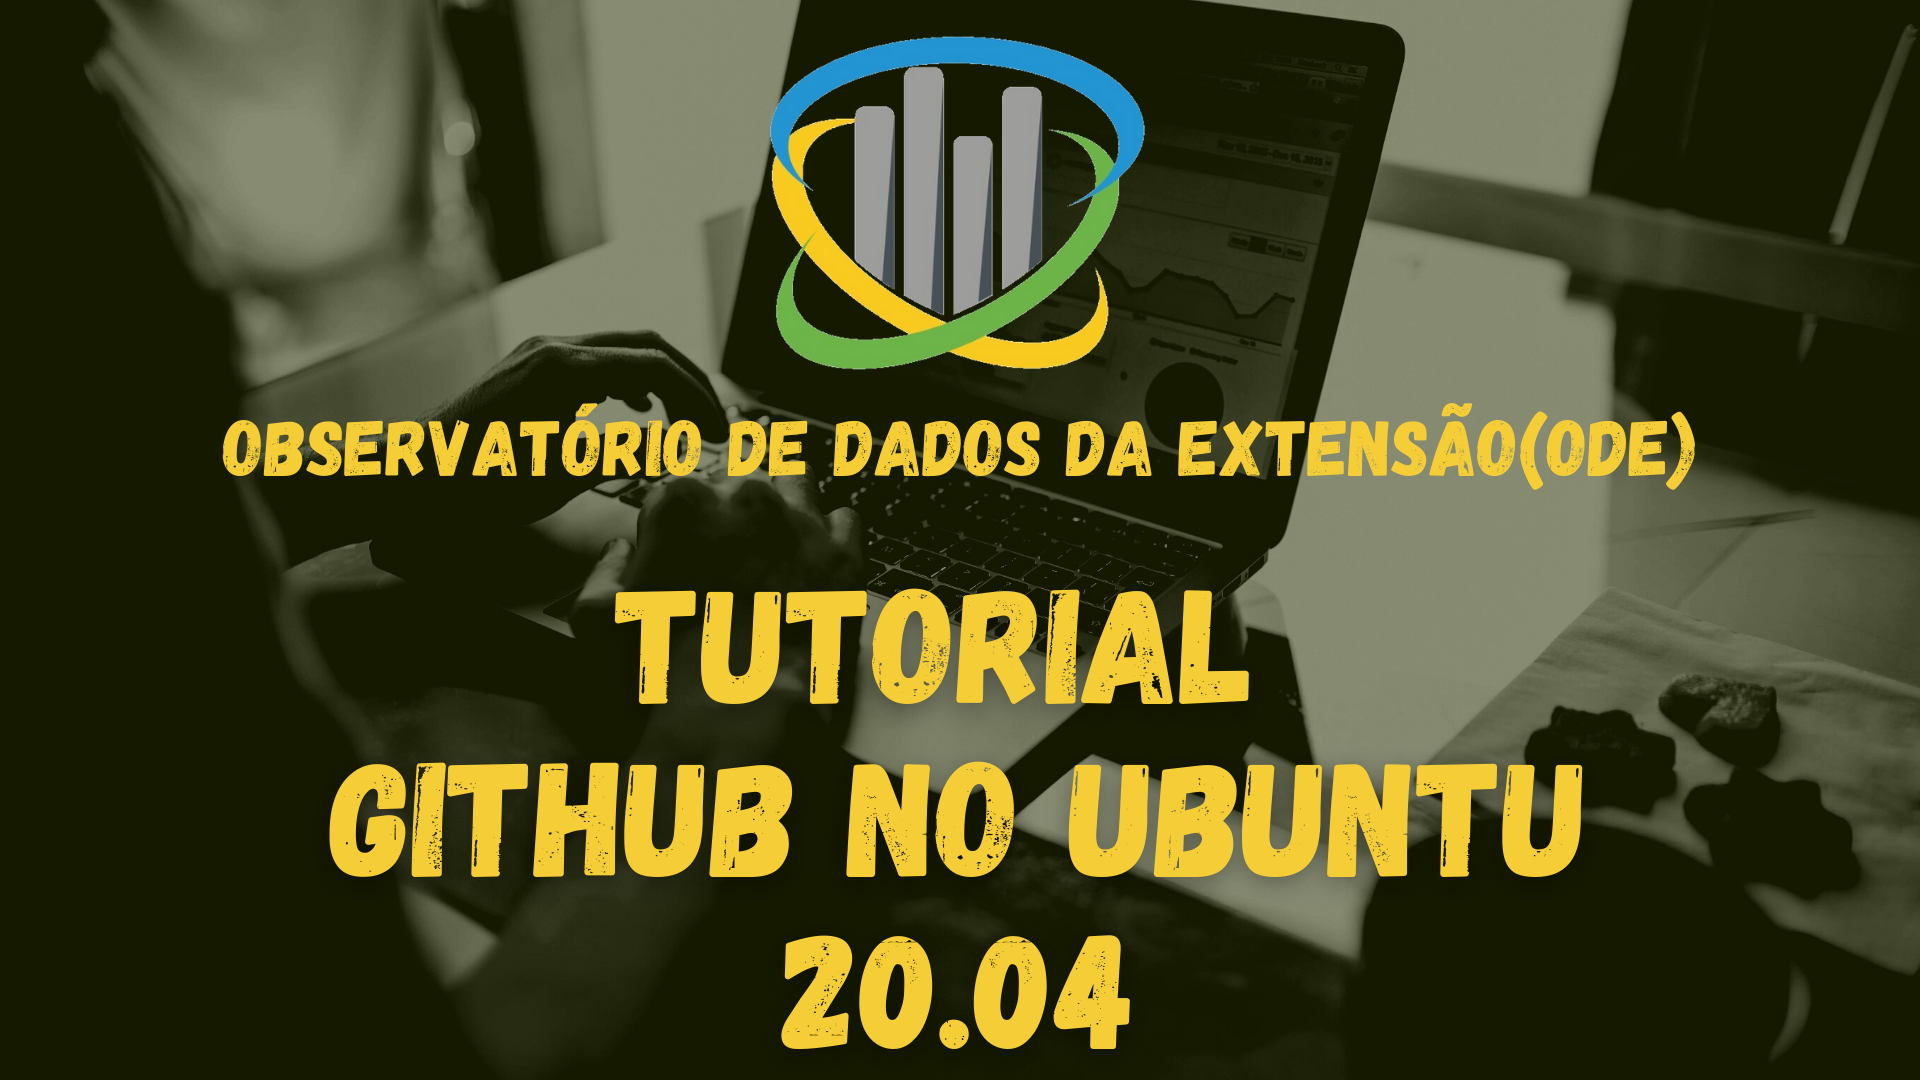 OBSERVATÓRIO DE DADOS DA EXTENSÃO(ODE)
TUTORIAL
GITHUB NO UBUNTU
20.04